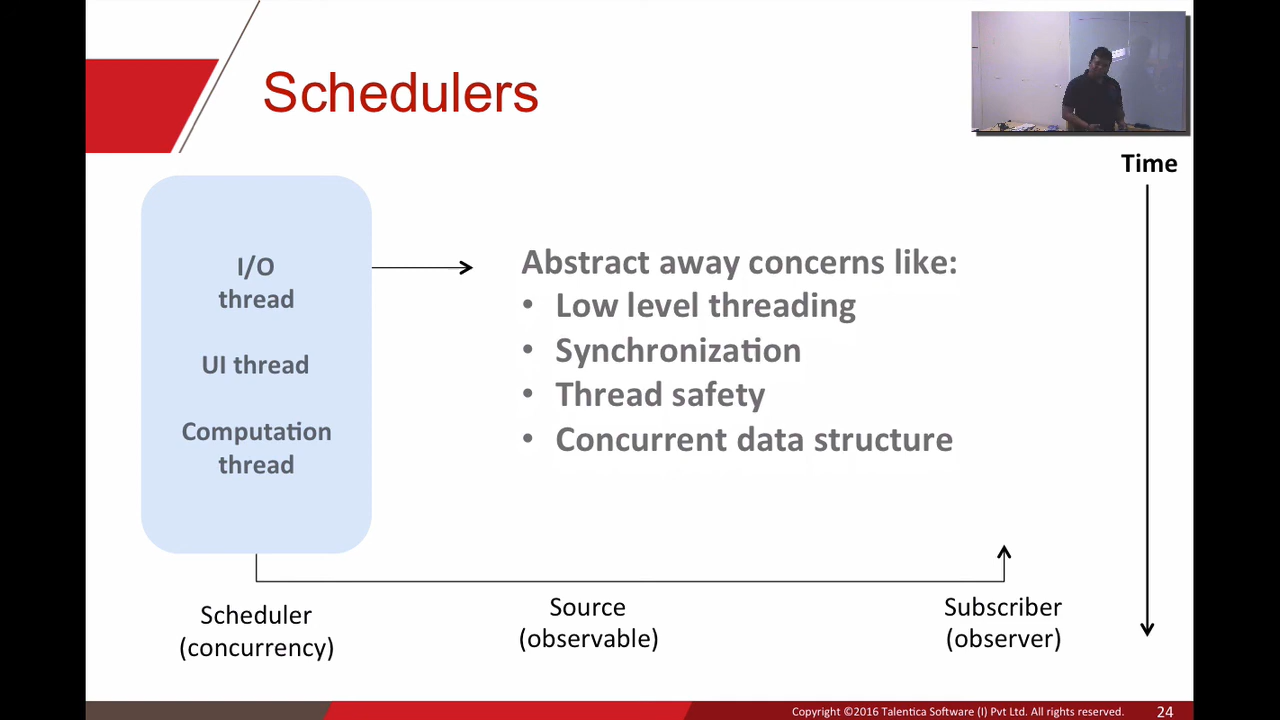 Schedulers
Time
I/O
thread
UI thread
Computation
thread
Abstract away concerns like:
• Low level threading
• Synchronization
• Thread safety
• Concurrent data structure
Scheduler
(concurrency)
Source
(observable)
Subscriber
(observer)
Copyright ©2016 Talentica Software (I) Pvt Ltd. All rights reserved.
24